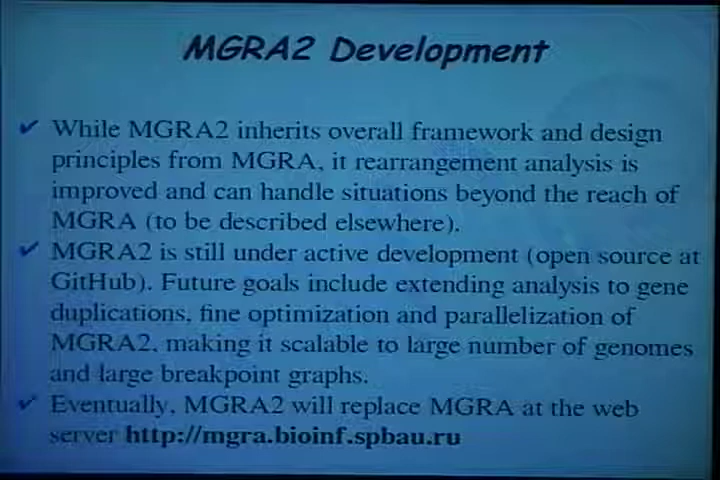 MGRA2 Development
While MGRA2 inherits overall framework and design
principles from MGRA, it rearrangement analysis is
improved and can handle situations beyond the reach of
MGRA (to be described elsewhere).
MGRA2 is still under active development (open source at
GitHub). Future goals include extending analysis to gene
duplications, fine optimization and parallelization of
MGRA2, making it scalable to large number of genomes
and large breakpoint graphs.
Eventually, MGRA2 will replace MGRA at the web
server http://mgra.bioinf.spbau.ru